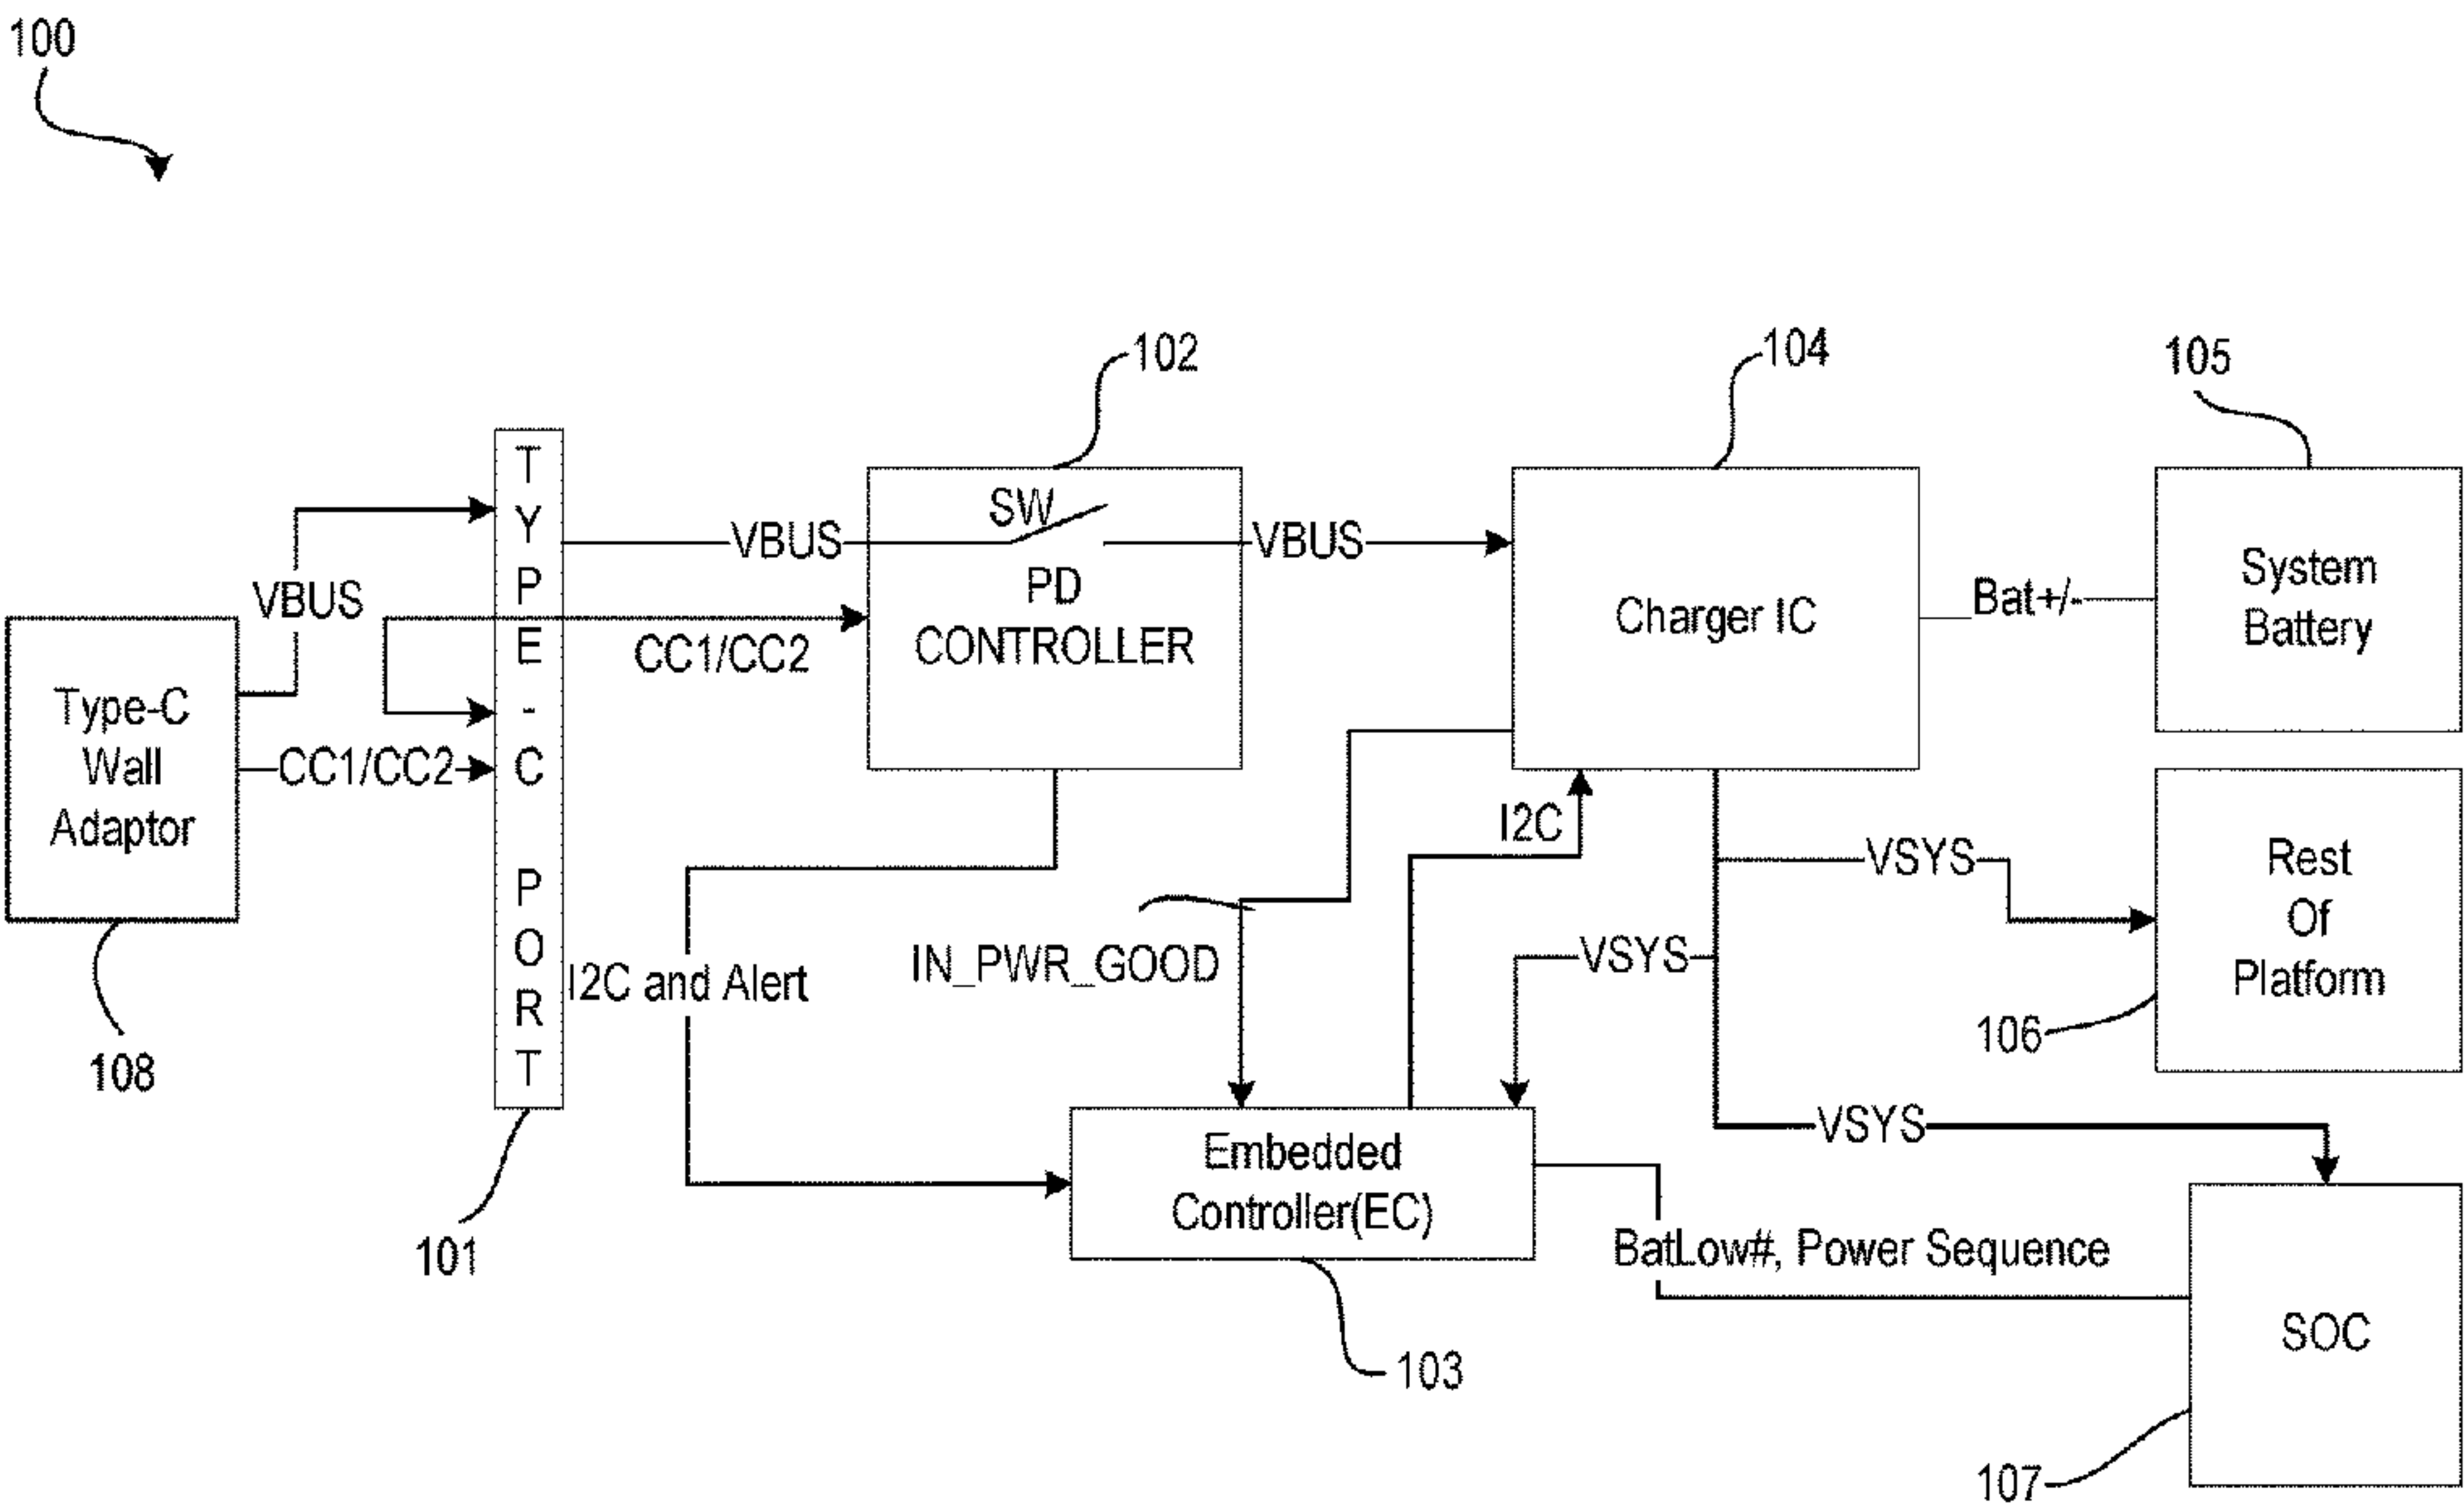 100
102
104
105
TYPE-C PORT
SW
VBUS
VBUS
PD
CONTROLLER
CC1/CC2
Charger IC
Bat+/-
System
Battery
VBUS
Type-C
Wall
Adaptor
CC1/CC2
I2C
VSYS
Rest
Of
Platform
I2C and Alert
IN_PWR_GOOD
VSYS
106
108
VSYS
Embedded
Controller(EC)
101
BatLow#, Power Sequence
SOC
103
107